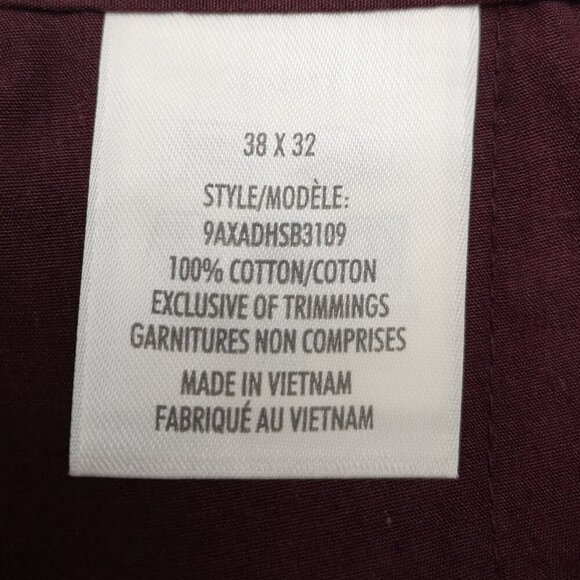 38 X 32
STYLE/MODÈLE:
9AXADHSB3109
100% COTTON/COTON
EXCLUSIVE OF TRIMMINGS
GARNITURES NON COMPRISES
MADE IN VIETNAM
FABRIQUÉ AU VIETNAM